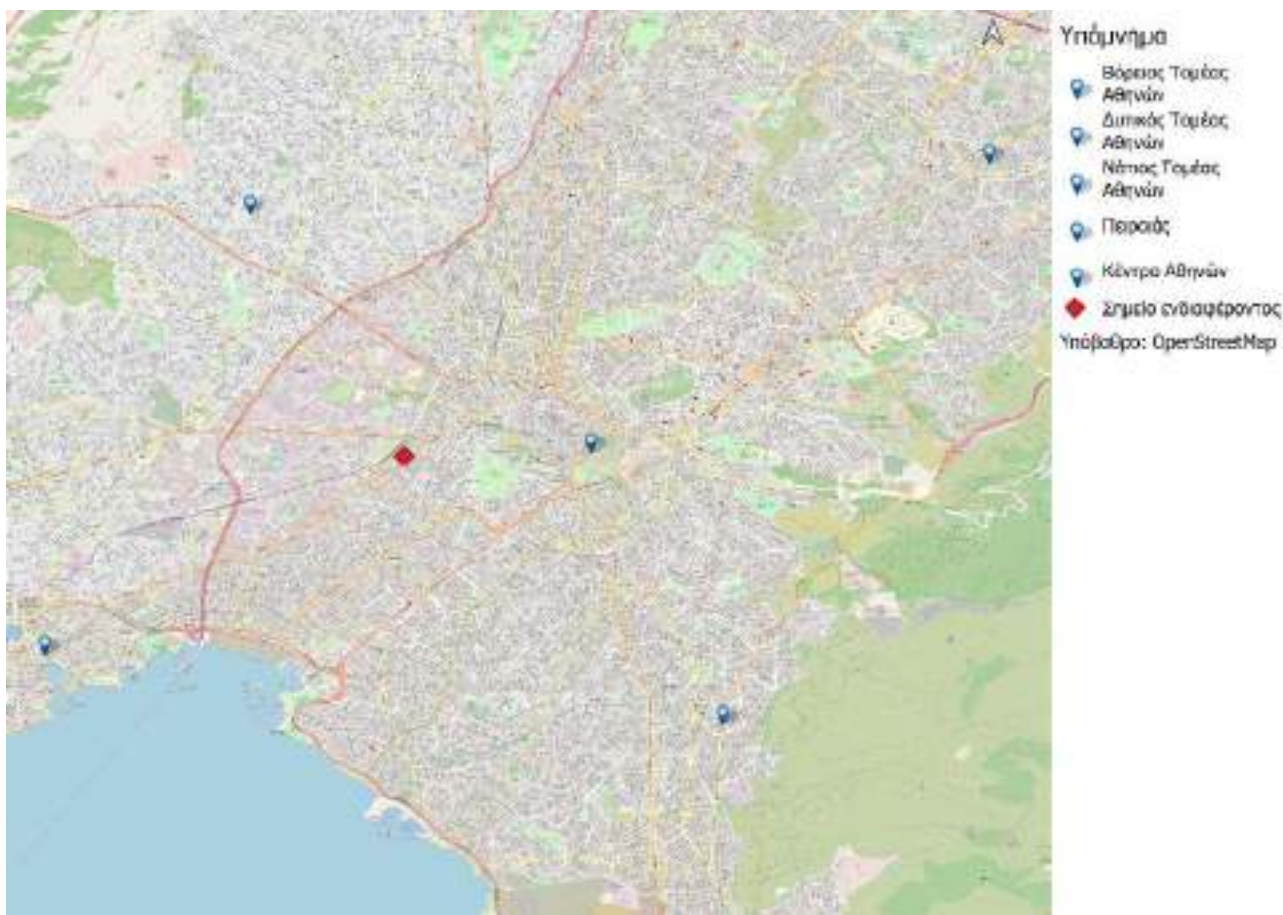 Υπόμνημα
Βόρειος Τομέας
Αθηνών
Δυτικός Τομέας
Αθηνών
Νότιος Τομέας
Αθηνών
Πειραιάς
Κέντρο Αθηνών
Σημείο ενδιαφέροντος
Υπόβαθρο: OpenStreetMap